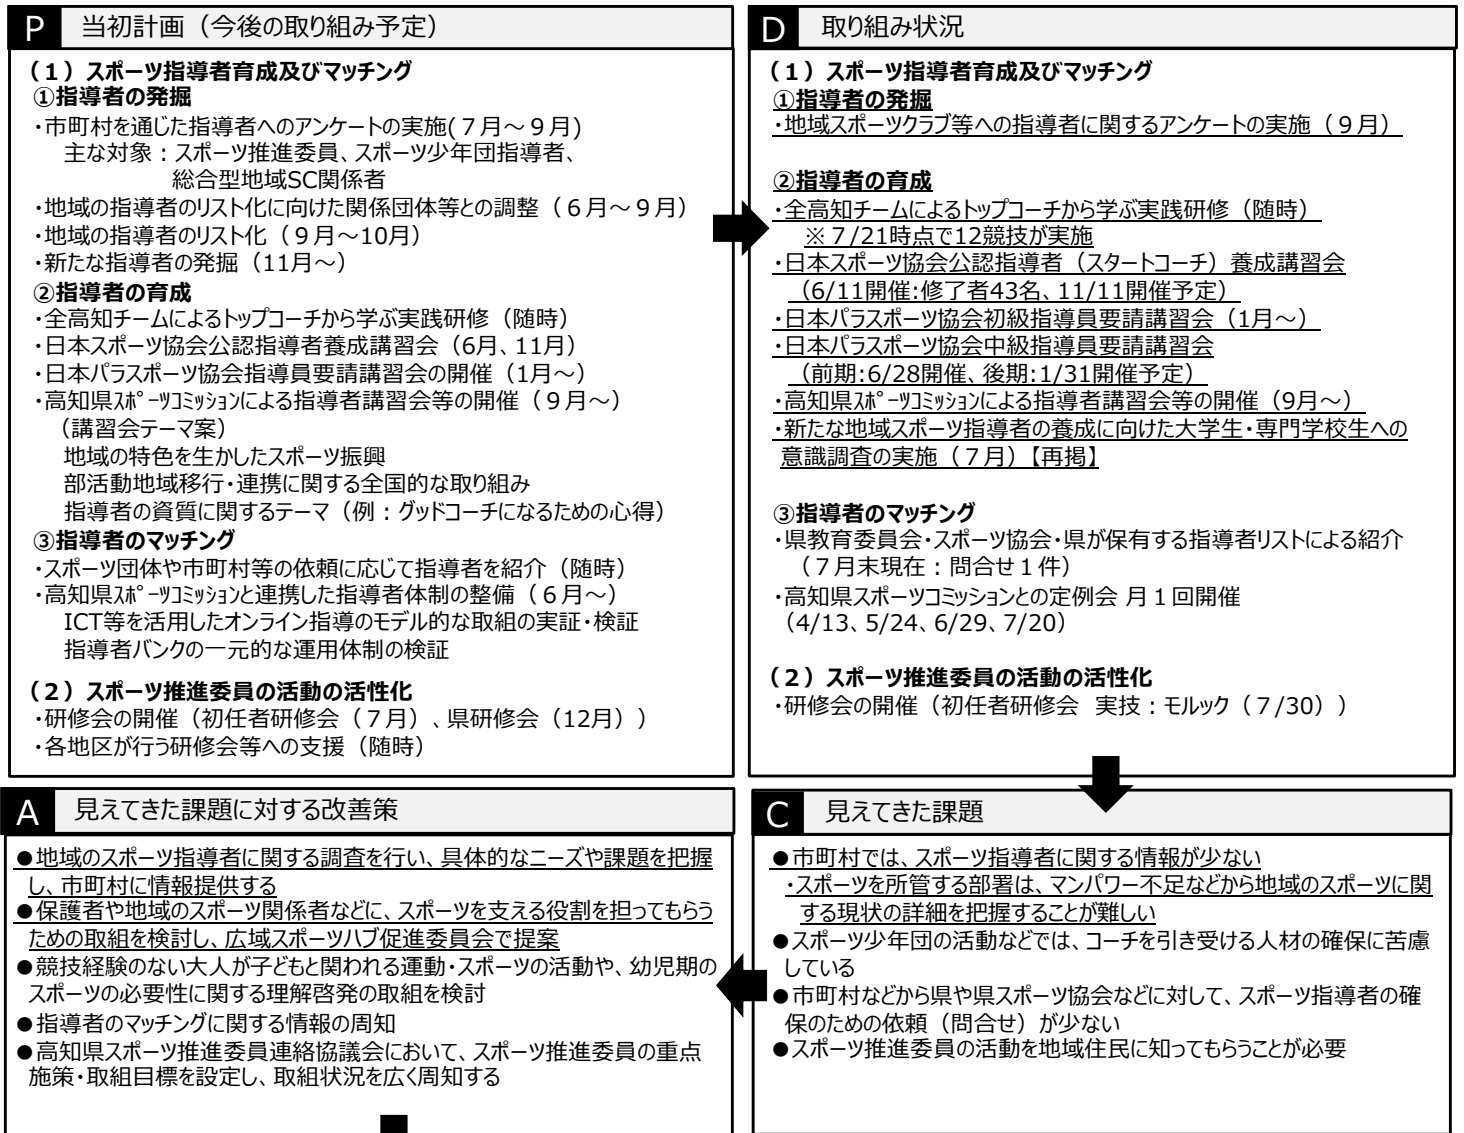 P 当初計画（今後の取り組み予定）
（１）スポーツ指導者育成及びマッチング
①指導者の発掘
・市町村を通じた指導者へのアンケートの実施(７月～９月)
主な対象：スポーツ推進委員、スポーツ少年団指導者、
総合型地域SC関係者
・地域の指導者のリスト化に向けた関係団体等との調整（６月～９月）
・地域の指導者のリスト化（９月～10月）
・新たな指導者の発掘（11月～）
②指導者の育成
・全高知チームによるトップコーチから学ぶ実践研修（随時）
・日本スポーツ協会公認指導者養成講習会（6月、11月）
・日本パラスポーツ協会指導員要請講習会の開催（1月～）
・高知県ｽﾎﾟｰﾂｺﾐｯｼｮﾝによる指導者講習会等の開催（９月～）
（講習会テーマ案）
地域の特色を生かしたスポーツ振興
部活動地域移行・連携に関する全国的な取り組み
指導者の資質に関するテーマ（例：グッドコーチになるための心得）
③指導者のマッチング
・スポーツ団体や市町村等の依頼に応じて指導者を紹介（随時）
・高知県ｽﾎﾟｰﾂｺﾐｯｼｮﾝと連携した指導者体制の整備（６月～）
ICT等を活用したオンライン指導のモデル的な取組の実証・検証
指導者バンクの一元的な運用体制の検証
（２）スポーツ推進委員の活動の活性化
・研修会の開催（初任者研修会（７月）、県研修会（12月））
・各地区が行う研修会等への支援（随時）
D 取り組み状況
（１）スポーツ指導者育成及びマッチング
①指導者の発掘
・地域スポーツクラブ等への指導者に関するアンケートの実施（９月）
②指導者の育成
・全高知チームによるトップコーチから学ぶ実践研修（随時）
※７/21時点で12競技が実施
・日本スポーツ協会公認指導者（スタートコーチ）養成講習会
（6/11開催:修了者43名、11/11開催予定）
・日本パラスポーツ協会初級指導員要請講習会（1月～）
・日本パラスポーツ協会中級指導員要請講習会
（前期:6/28開催、後期:1/31開催予定）
・高知県ｽﾎﾟｰﾂｺﾐｯｼｮﾝによる指導者講習会等の開催（9月～）
・新たな地域スポーツ指導者の養成に向けた大学生・専門学校生への
意識調査の実施（７月）【再掲】
③指導者のマッチング
・県教育委員会・スポーツ協会・県が保有する指導者リストによる紹介
（７月末現在：問合せ１件）
・高知県スポーツコミッションとの定例会 月１回開催
（4/13、5/24、6/29、7/20）
（２）スポーツ推進委員の活動の活性化
・研修会の開催（初任者研修会 実技：モルック（７/30））
A 見えてきた課題に対する改善策
●地域のスポーツ指導者に関する調査を行い、具体的なニーズや課題を把握
し、市町村に情報提供する
●保護者や地域のスポーツ関係者などに、スポーツを支える役割を担ってもらう
ための取組を検討し、広域スポーツハブ促進委員会で提案
●競技経験のない大人が子どもと関われる運動・スポーツの活動や、幼児期の
スポーツの必要性に関する理解啓発の取組を検討
●指導者のマッチングに関する情報の周知
●高知県スポーツ推進委員連絡協議会において、スポーツ推進委員の重点
施策・取組目標を設定し、取組状況を広く周知する
C 見えてきた課題
●市町村では、スポーツ指導者に関する情報が少ない
・スポーツを所管する部署は、マンパワー不足などから地域のスポーツに関
する現状の詳細を把握することが難しい
●スポーツ少年団の活動などでは、コーチを引き受ける人材の確保に苦慮
している
●市町村などから県や県スポーツ協会などに対して、スポーツ指導者の確
保のための依頼（問合せ）が少ない
●スポーツ推進委員の活動を地域住民に知ってもらうことが必要